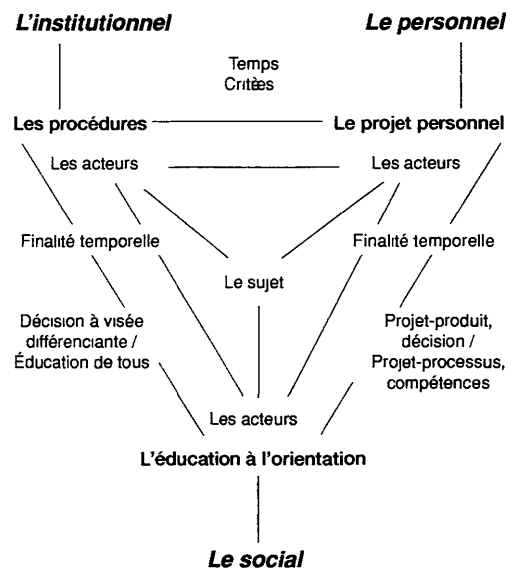 L'institutionnel
Le personnel
Temps
Critèes
Les procédures
Le projet personnel
Les acteurs
Les acteurs
Finalité temporelle
Finalité temporelle
Le sujet
Décision à visée
différenciante /
Éducation de tous
Projet-produit,
décision /
Projet-processus,
compétences
Les acteurs
L'éducation à l'orientation
Le social